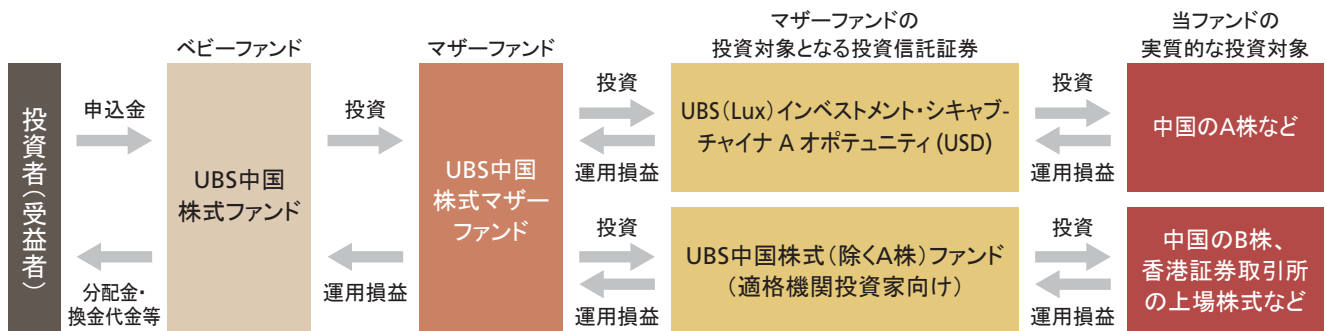 ベビーファンド
マザーファンド
マザーファンドの
投資対象となる投資信託証券
当ファンドの
実質的な投資対象
投資者(受益者)
申込金
分配金・
換金代金等
UBS中国
株式ファンド
投資
運用損益
UBS中国
株式マザー
ファンド
投資
運用損益
UBS(Lux)インベストメント・シキャブ-
チャイナ A オポテュニティ (USD)
投資
運用損益
中国のA株など
投資
運用損益
UBS中国株式(除くA株)ファンド
(適格機関投資家向け)
投資
運用損益
中国のB株、
香港証券取引所
の上場株式など